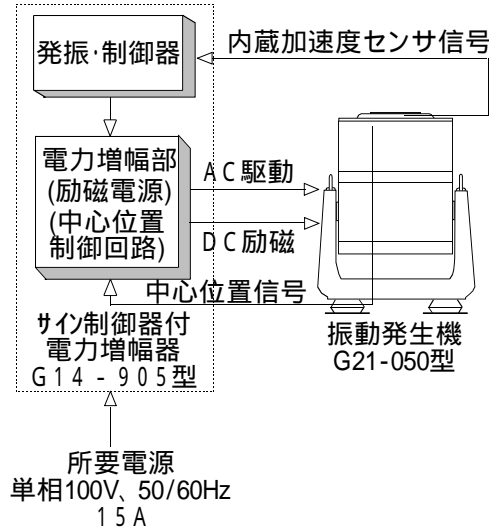 発振･制御器
内蔵加速度センサ信号
電力増幅部
(励磁電源)
(中心位置
制御回路)
AC駆動
DC励磁
中心位置信号
ｻｲﾝ制御器付
電力増幅器
G14-905型
振動発生機
G21-050型
所要電源
単相100V、50/60Hz
15A